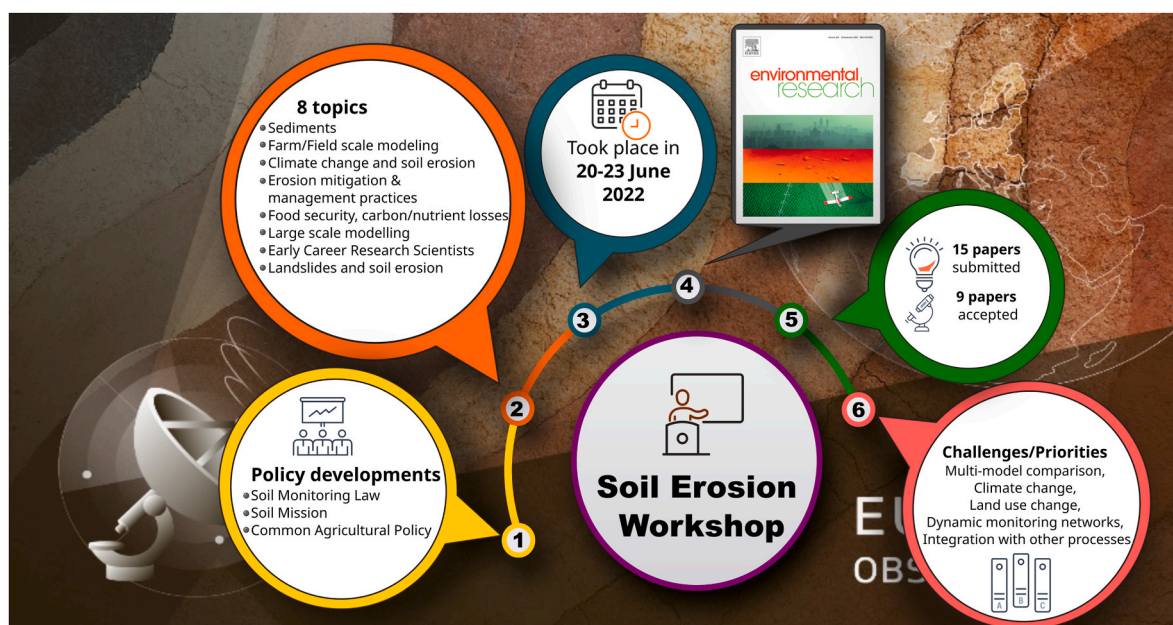 8 topics
Sediments
Farm/Field scale modeling
Climate change and soil erosion
Erosion mitigation &
management practices
Food security, carbon/nutrient losses
Large scale modelling
Early Career Research Scientists
Landslides and soil erosion
Took place in
20-23 June
2022
ELSEVIER
environmental
research
15 papers
submitted
9 papers
accepted
4
3
5
2
6
1
Policy developments
Soil Monitoring Law
Soil Mission
Common Agricultural Policy
Soil Erosion
Workshop
Challenges/Priorities
Multi-model comparison,
Climate change,
Land use change,
Dynamic monitoring networks,
Integration with other processes
A
B
C
EU
OBS